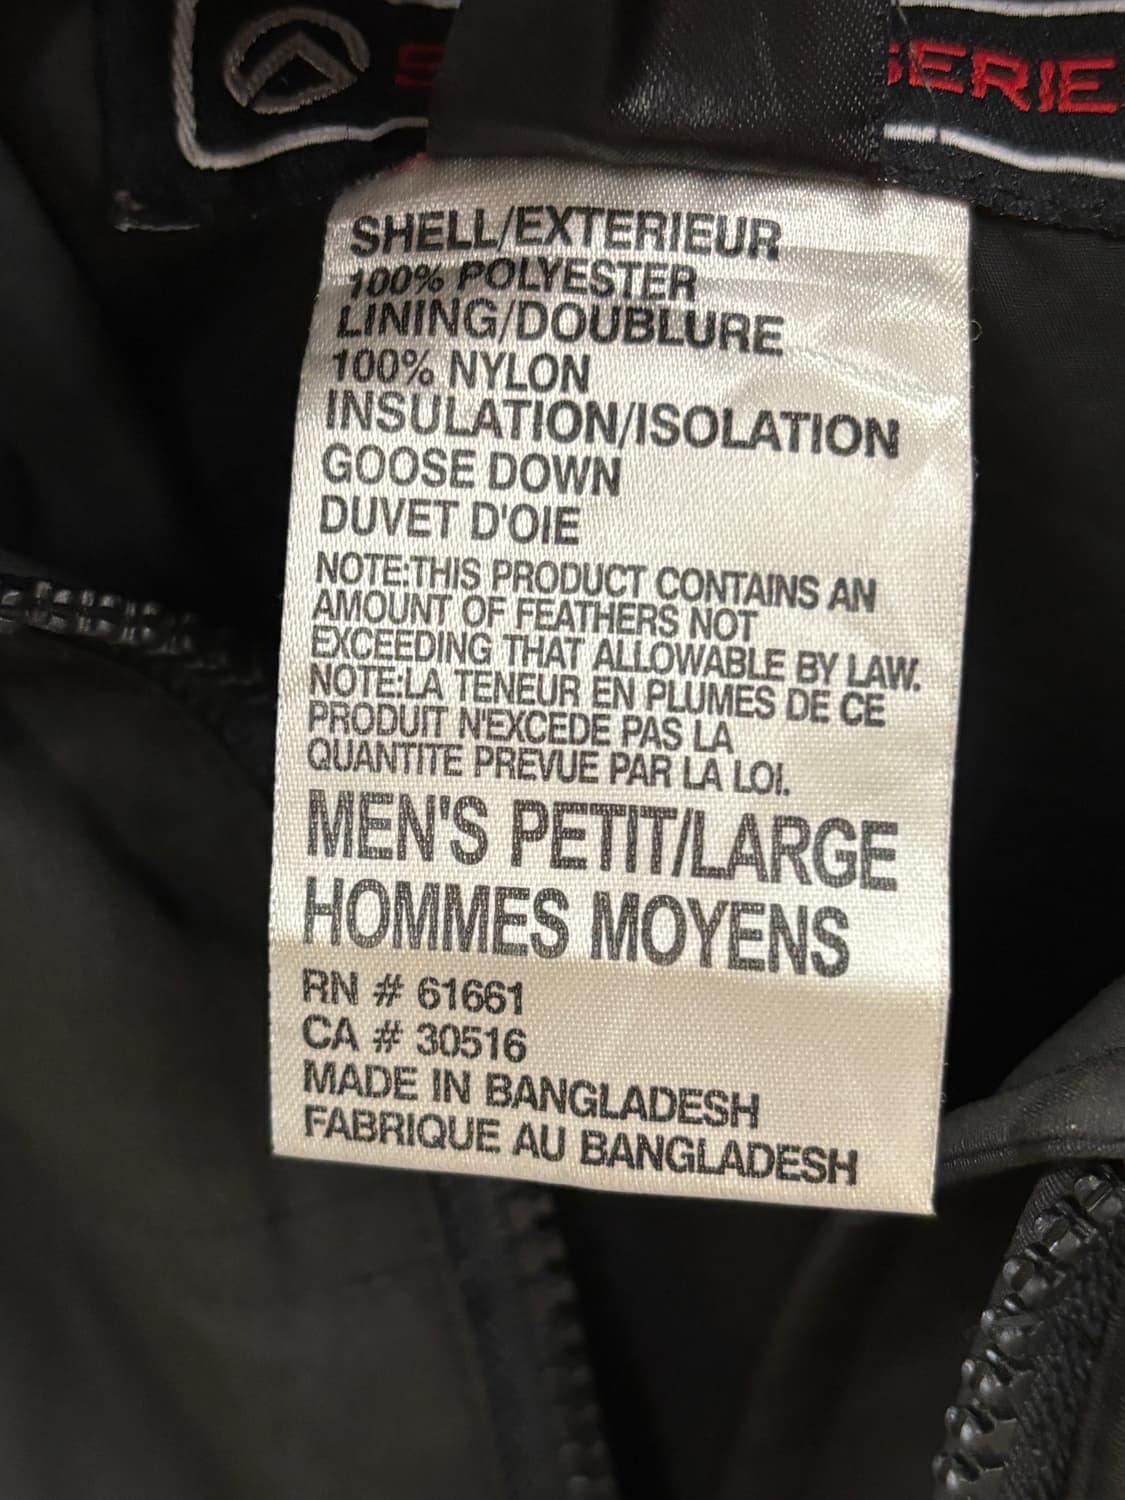 SERIE
SHELL/EXTERIEUR
100% POLYESTER
LINING/DOUBLURE
100% NYLON
INSULATION/ISOLATION
GOOSE DOWN
DUVET D'OIE
NOTE:THIS PRODUCT CONTAINS AN
AMOUNT OF FEATHERS NOT
EXCEEDING THAT ALLOWABLE BY LAW.
NOTE:LA TENEUR EN PLUMES DE CE
PRODUIT N'EXCEDE PAS LA
QUANTITE PREVUE PAR LA LOI.
MEN'S PETIT/LARGE
HOMMES MOYENS
RN # 61661
CA # 30516
MADE IN BANGLADESH
FABRIQUE AU BANGLADESH